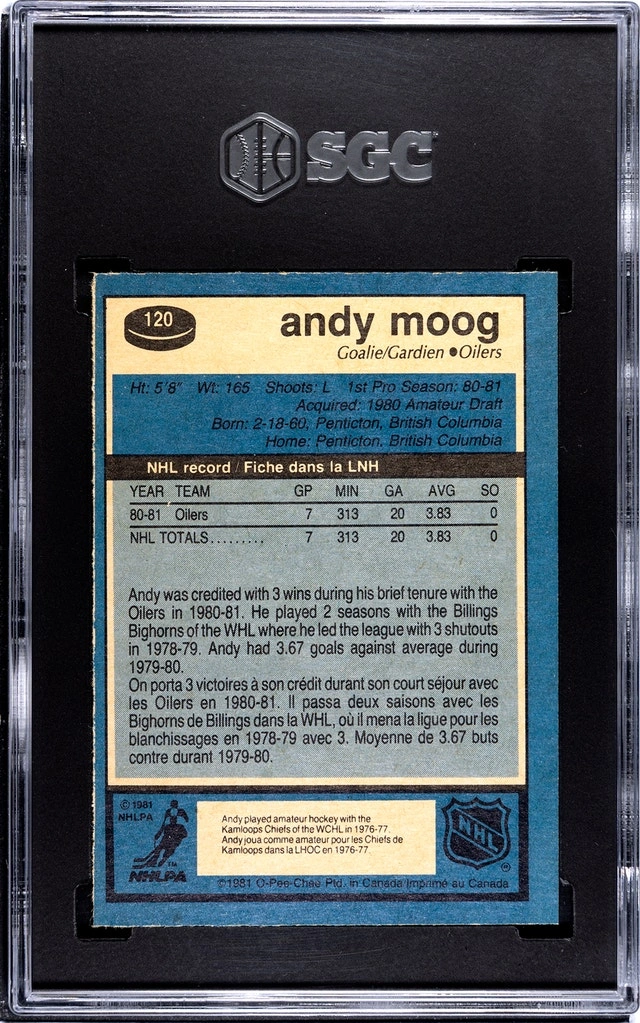 SGC
120
andy moog
Goalie/Gardien •Oilers
Ht: 5'8" Wt: 165 Shoots: L 1st Pro Season: 80-81
Acquired: 1980 Amateur Draft
Born: 2-18-60, Penticton, British Columbia
Home: Penticton, British Columbia
NHL record / Fiche dans la LNH
YEAR TEAM GP MIN GA AVG SO
80-81 Oilers 7 313 20 3.83 0
NHL TOTALS......... 7 313 20 3.83 0
Andy was credited with 3 wins during his brief tenure with the
Oilers in 1980-81. He played 2 seasons with the Billings
Bighorns of the WHL where he led the league with 3 shutouts
in 1978-79. Andy had 3.67 goals against average during
1979-80.
On porta 3 victoires à son crédit durant son court séjour avec
les Oilers en 1980-81. Il passa deux saisons avec les
Bighorns de Billings dans la WHL, où il mena la ligue pour les
blanchissages en 1978-79 avec 3. Moyenne de 3.67 buts
contre durant 1979-80.
©1981
NHLPA
TM
NHLPA
Andy played amateur hockey with the
Kamloops Chiefs of the WCHL in 1976-77.
Andy joua comme amateur pour les Chiefs de
Kamloops dans la LHOC en 1976-77.
NHL
®
©1981 O-Pee-Chee Ptd. in Canada/Imprimé au Canada